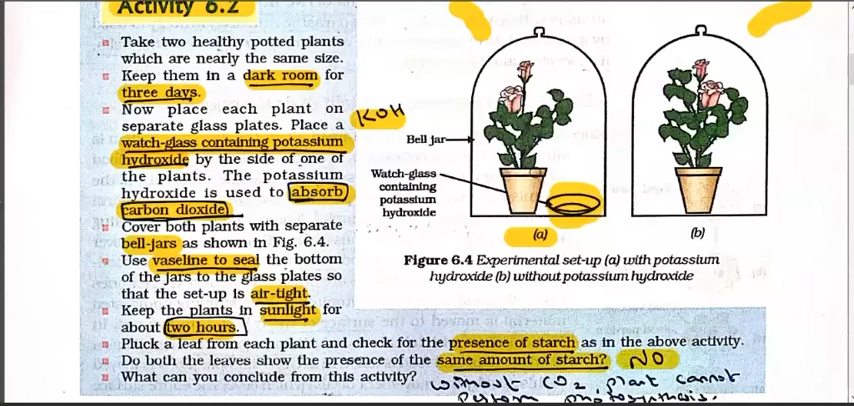 Activity 6.2
Take two healthy potted plants
which are nearly the same size.
Keep them in a dark room for
three days.
Now place each plant on
separate glass plates. Place a
watch-glass containing potassium
hydroxide by the side of one of
the plants. The potassium
hydroxide is used to absorb
carbon dioxide
Cover both plants with separate
bell-jars as shown in Fig. 6.4.
Use vaseline to seal the bottom
of the jars to the glass plates so
that the set-up is air-tight.
Keep the plants in sunlight for
about two hours.
Pluck a leaf from each plant and check for the presence of starch as in the above activity.
Do both the leaves show the presence of the same amount of starch? NO
What can you conclude from this activity? without CO2, plant cannot
perform photosynthesis.
KOH
Bell jar
Watch-glass
containing
potassium
hydroxide
(a)
(b)
Figure 6.4 Experimental set-up (a) with potassium
hydroxide (b) without potassium hydroxide